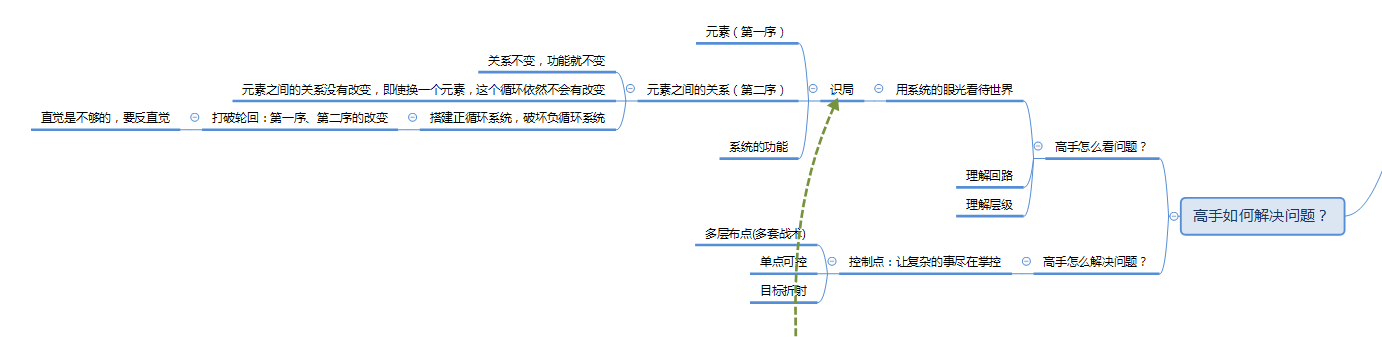 元素（第一序）
关系不变，功能就不变
元素之间的关系没有改变，即使换一个元素，这个循环依然不会有改变
元素之间的关系（第二序）
识局
用系统的眼光看待世界
直觉是不够的，要反直觉
打破轮回：第一序、第二序的改变
搭建正循环系统，破坏负循环系统
系统的功能
高手怎么看问题？
理解回路
理解层级
高手如何解决问题？
多层布点(多套战术)
单点可控
控制点：让复杂的事尽在掌控
高手怎么解决问题？
目标折射